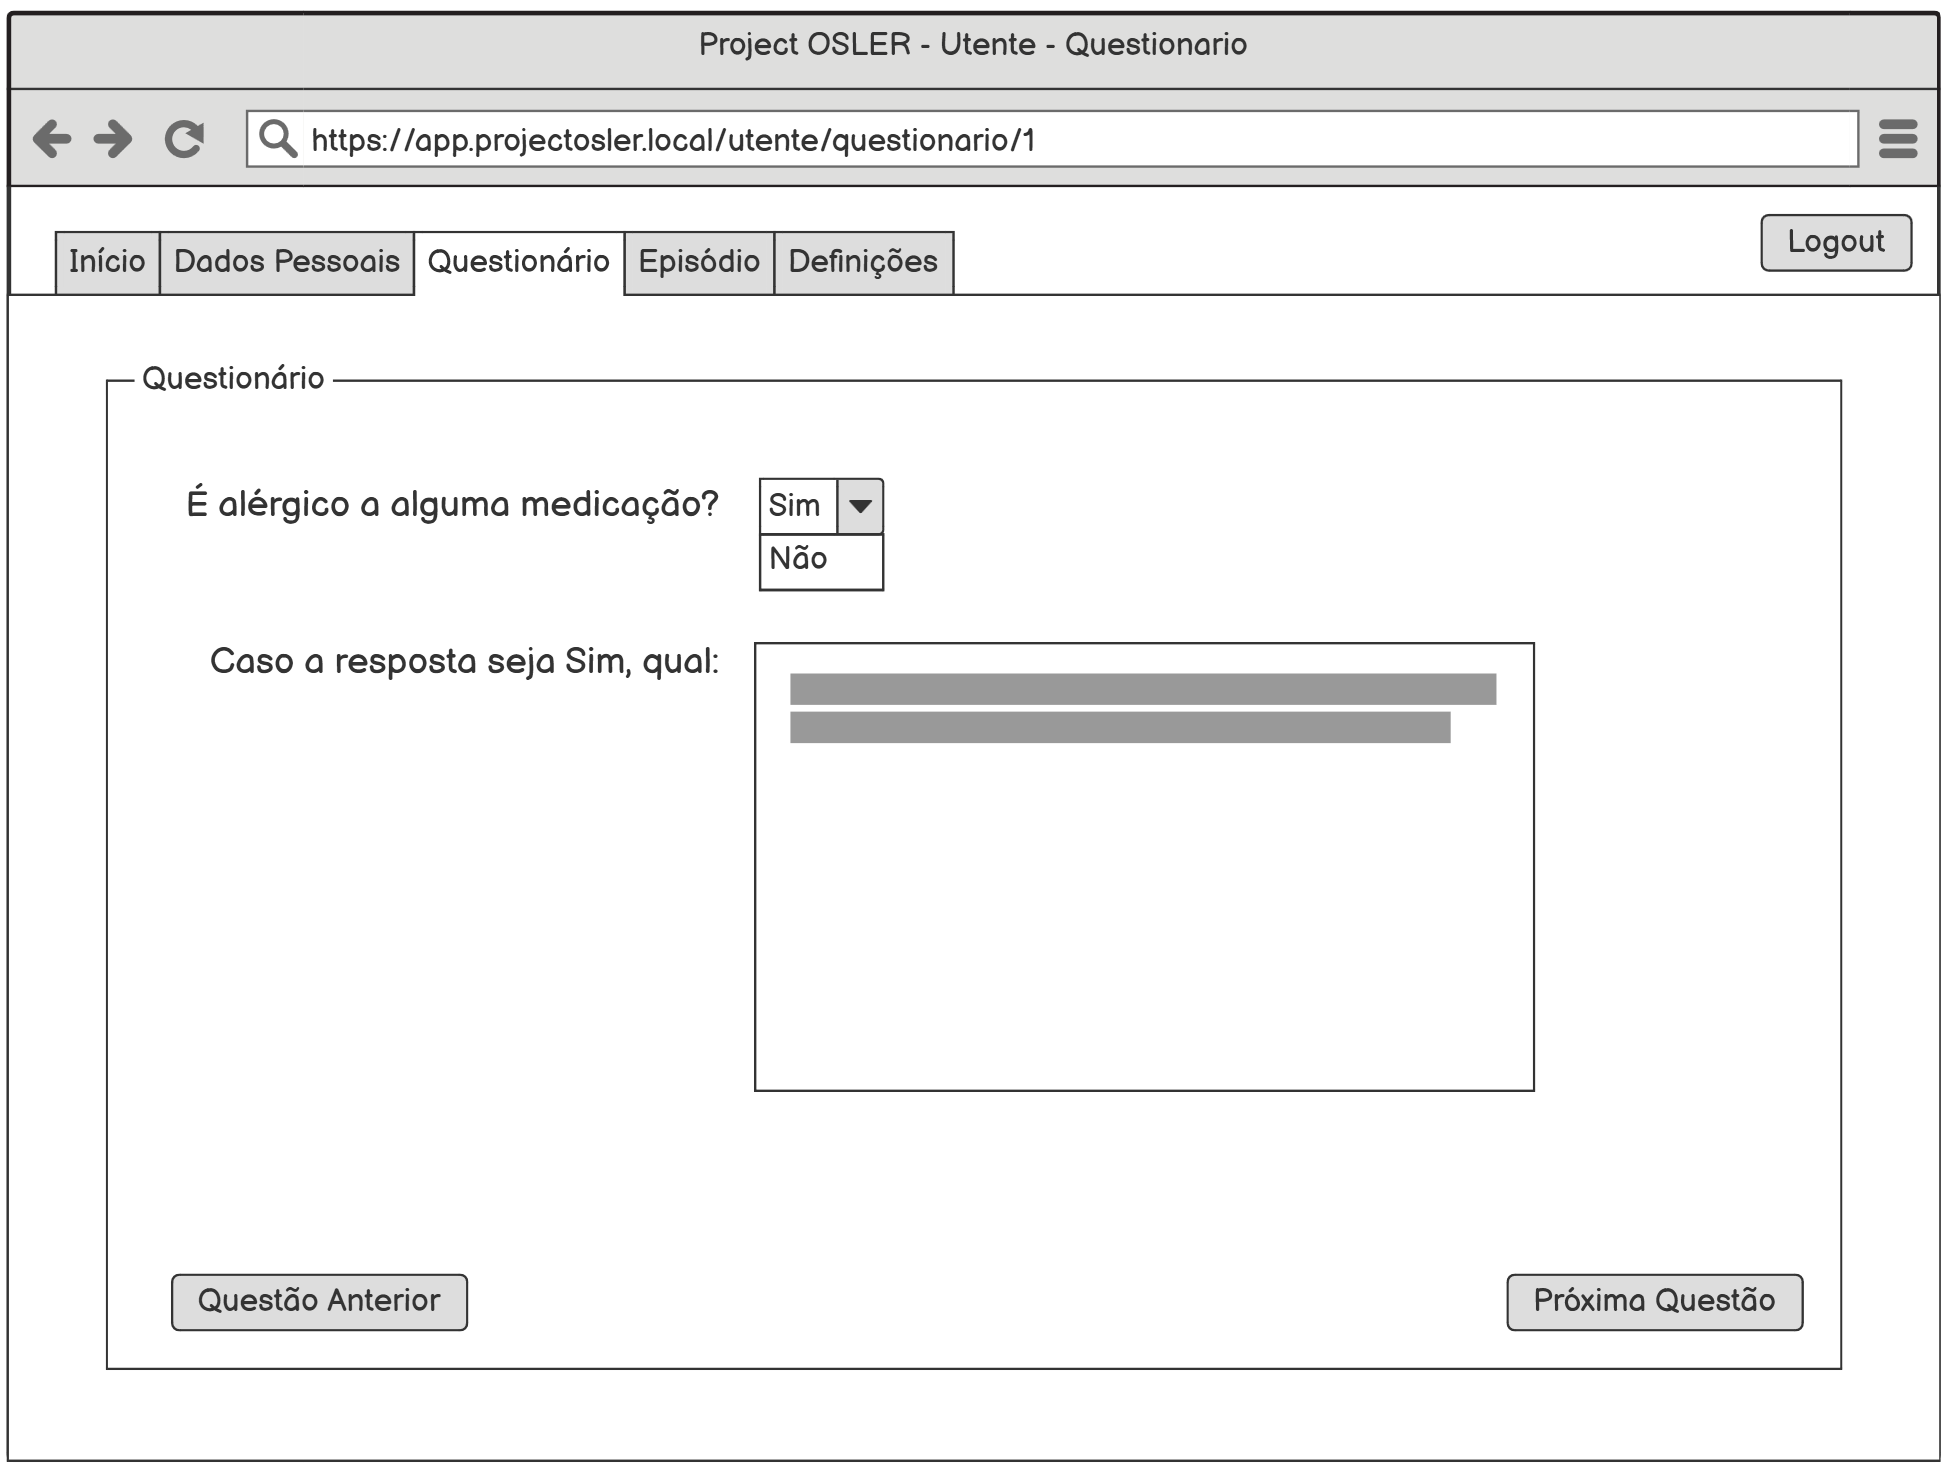 Project OSLER - Utente - Questionario
https://app.projectosler.local/utente/questionario/1
Logout
Início Dados Pessoais Questionário Episódio Definições
Questionário
É alérgico a alguma medicação? Sim
Não
Caso a resposta seja Sim, qual:
Questão Anterior Próxima Questão